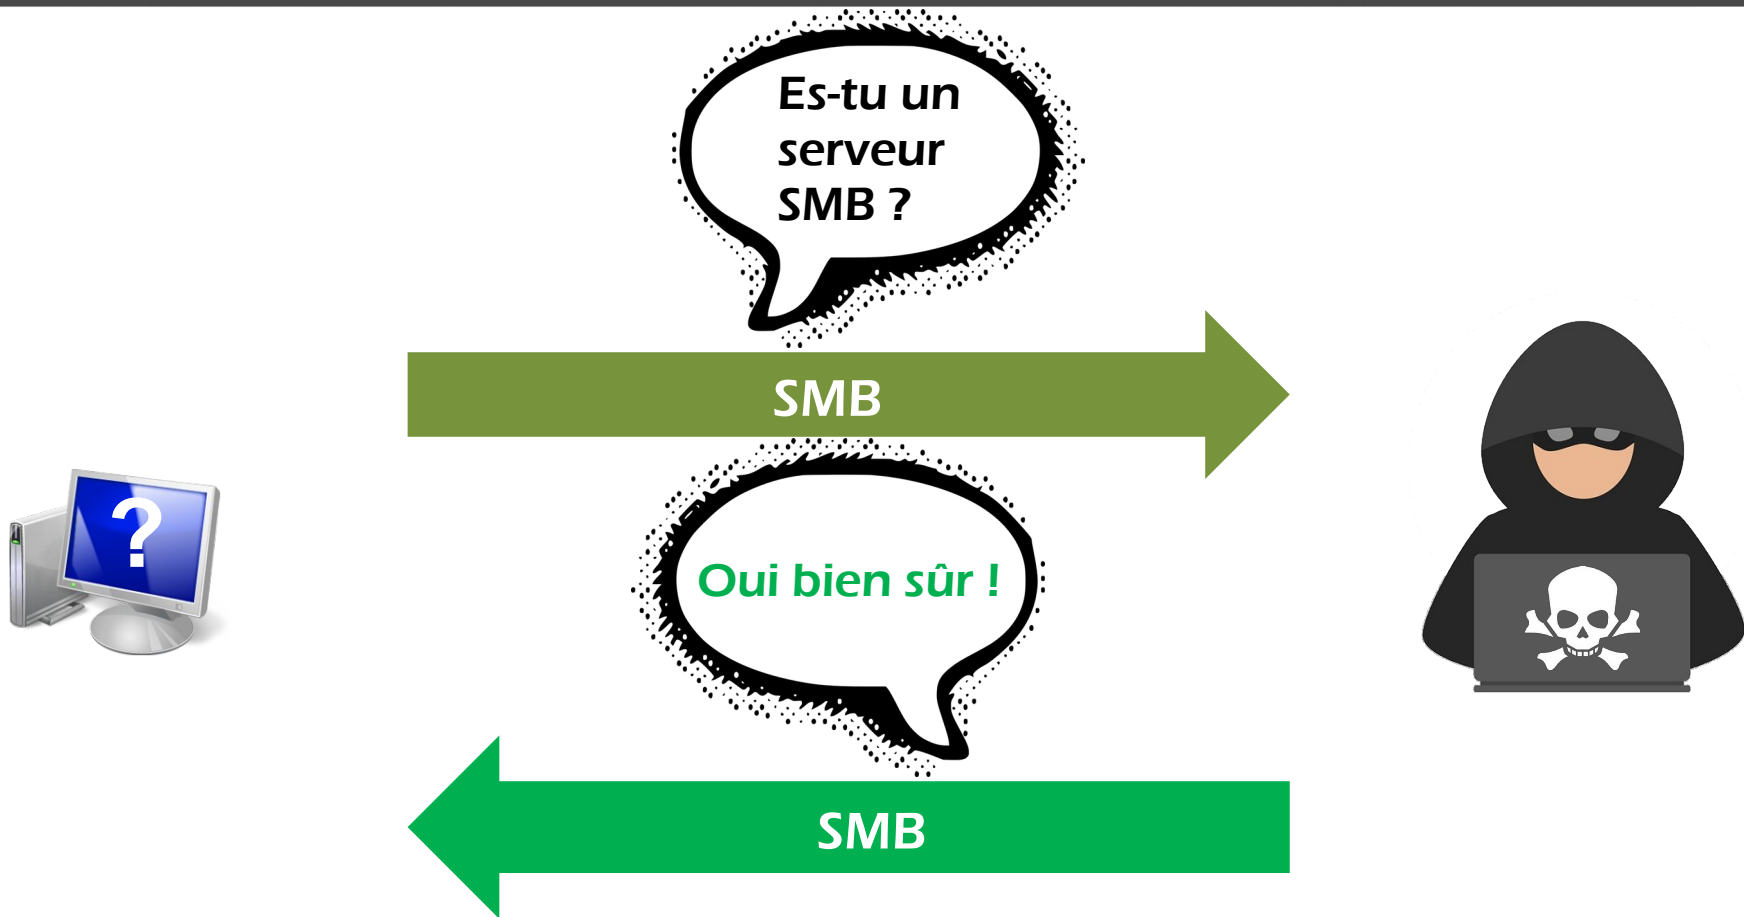 Es-tu un
serveur
SMB ?
SMB
?
Oui bien sûr !
SMB